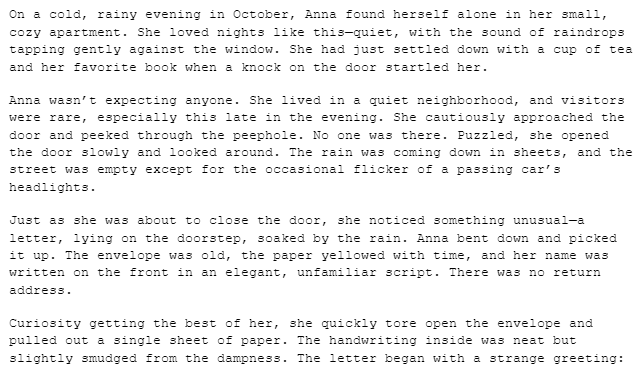 On a cold, rainy evening in October, Anna found herself alone in her small,
cozy apartment. She loved nights like this—quiet, with the sound of raindrops
tapping gently against the window. She had just settled down with a cup of tea
and her favorite book when a knock on the door startled her.
Anna wasn’t expecting anyone. She lived in a quiet neighborhood, and visitors
were rare, especially this late in the evening. She cautiously approached the
door and peeked through the peephole. No one was there. Puzzled, she opened
the door slowly and looked around. The rain was coming down in sheets, and the
street was empty except for the occasional flicker of a passing car’s
headlights.
Just as she was about to close the door, she noticed something unusual—a
letter, lying on the doorstep, soaked by the rain. Anna bent down and picked
it up. The envelope was old, the paper yellowed with time, and her name was
written on the front in an elegant, unfamiliar script. There was no return
address.
Curiosity getting the best of her, she quickly tore open the envelope and
pulled out a single sheet of paper. The handwriting inside was neat but
slightly smudged from the dampness. The letter began with a strange greeting: